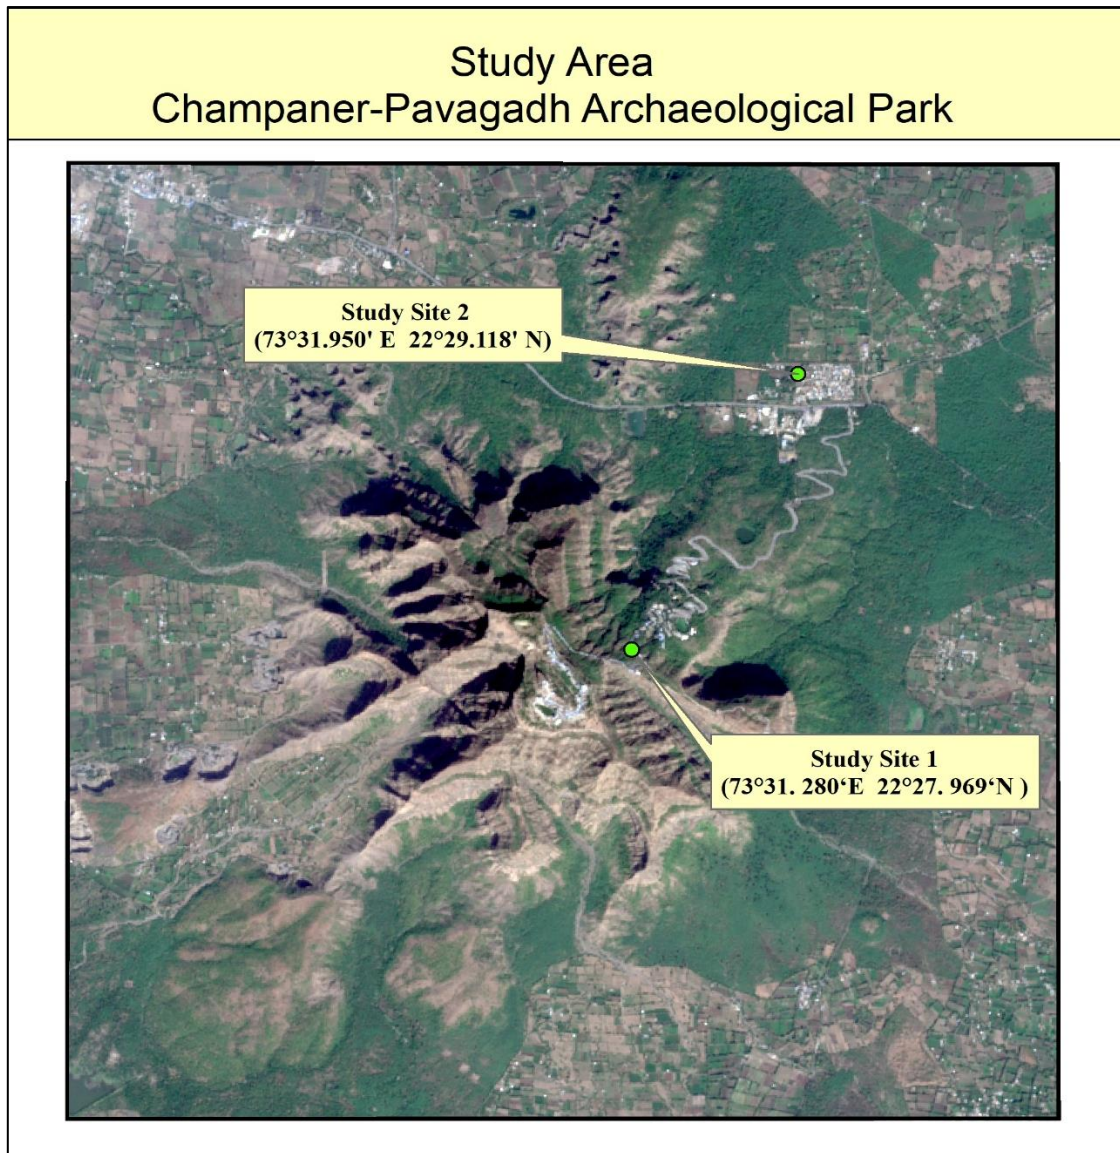 Study Area
Champaner-Pavagadh Archaeological Park
Study Site 2
(73°31.950' E  22°29.118' N)
Study Site 1
(73°31. 280‘E  22°27. 969‘N )